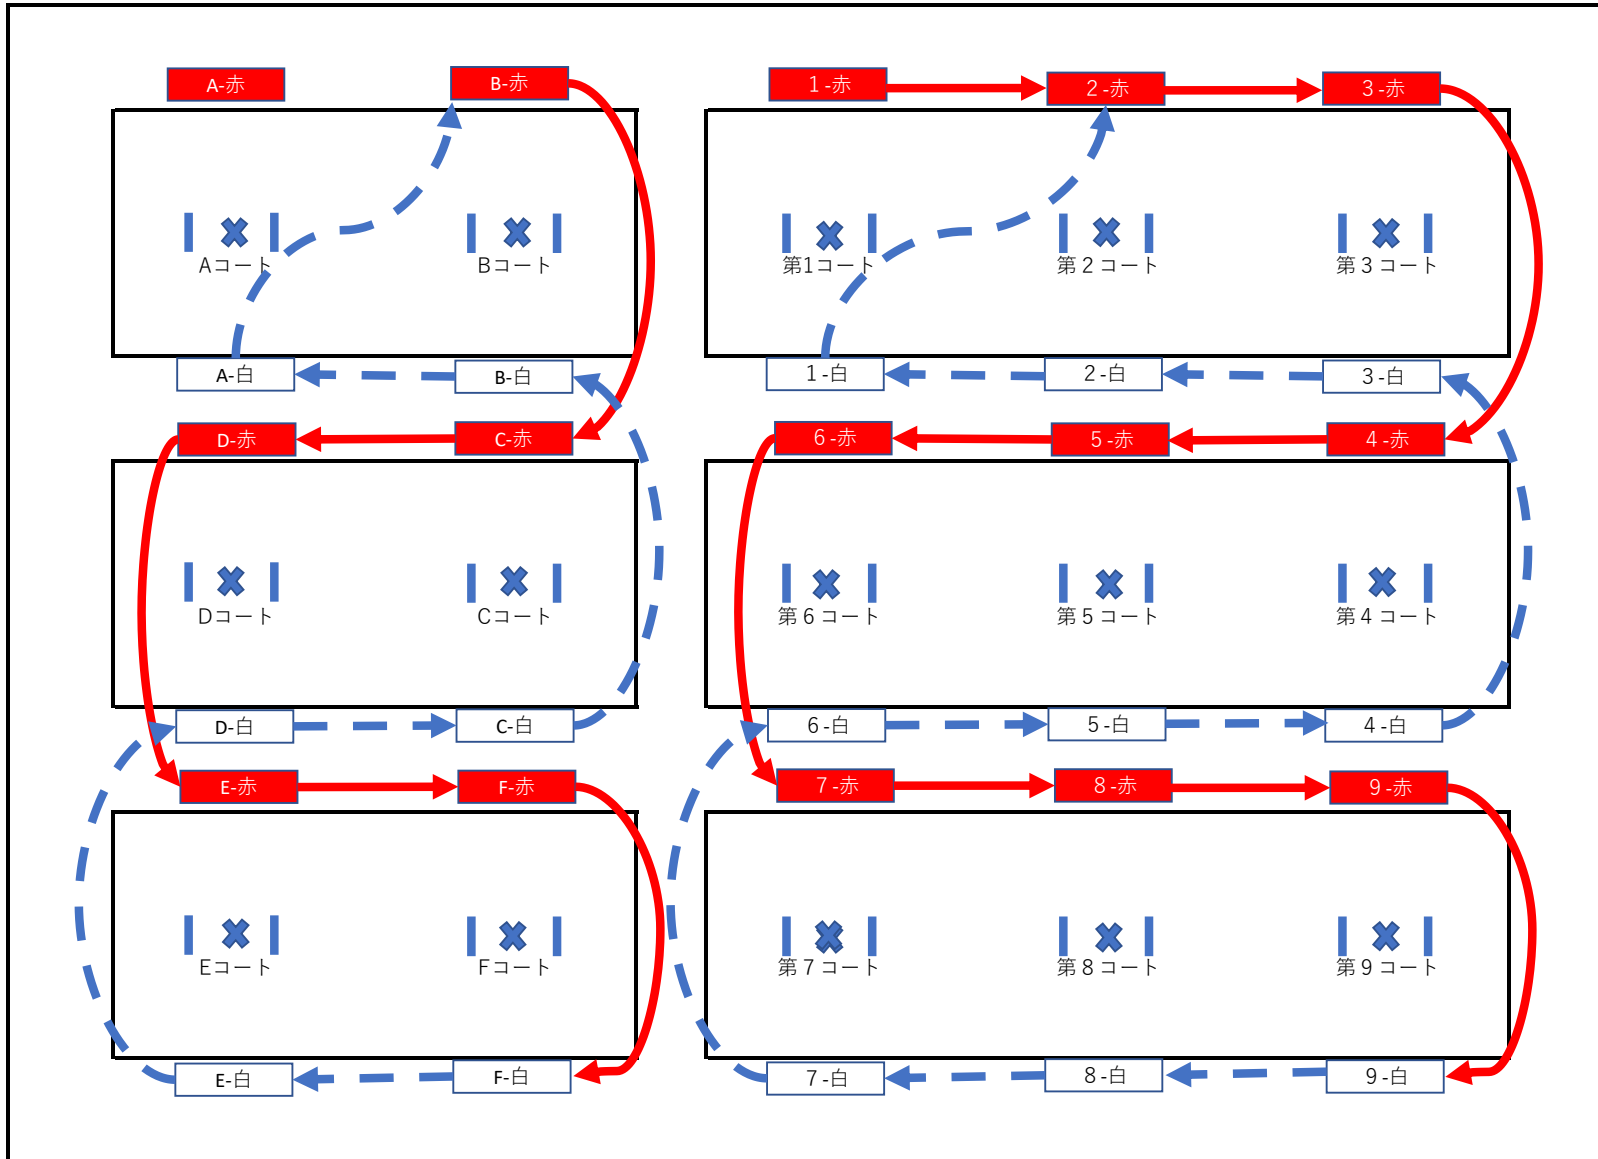 A-赤
B-赤
1-赤
2-赤
3-赤
Aコート
Bコート
第1コート
第2コート
第3コート
A-白
B-白
1-白
2-白
3-白
D-赤
C-赤
6-赤
5-赤
4-赤
Dコート
Cコート
第6コート
第5コート
第4コート
D-白
C-白
6-白
5-白
4-白
E-赤
F-赤
7-赤
8-赤
9-赤
Eコート
Fコート
第7コート
第8コート
第9コート
E-白
F-白
7-白
8-白
9-白